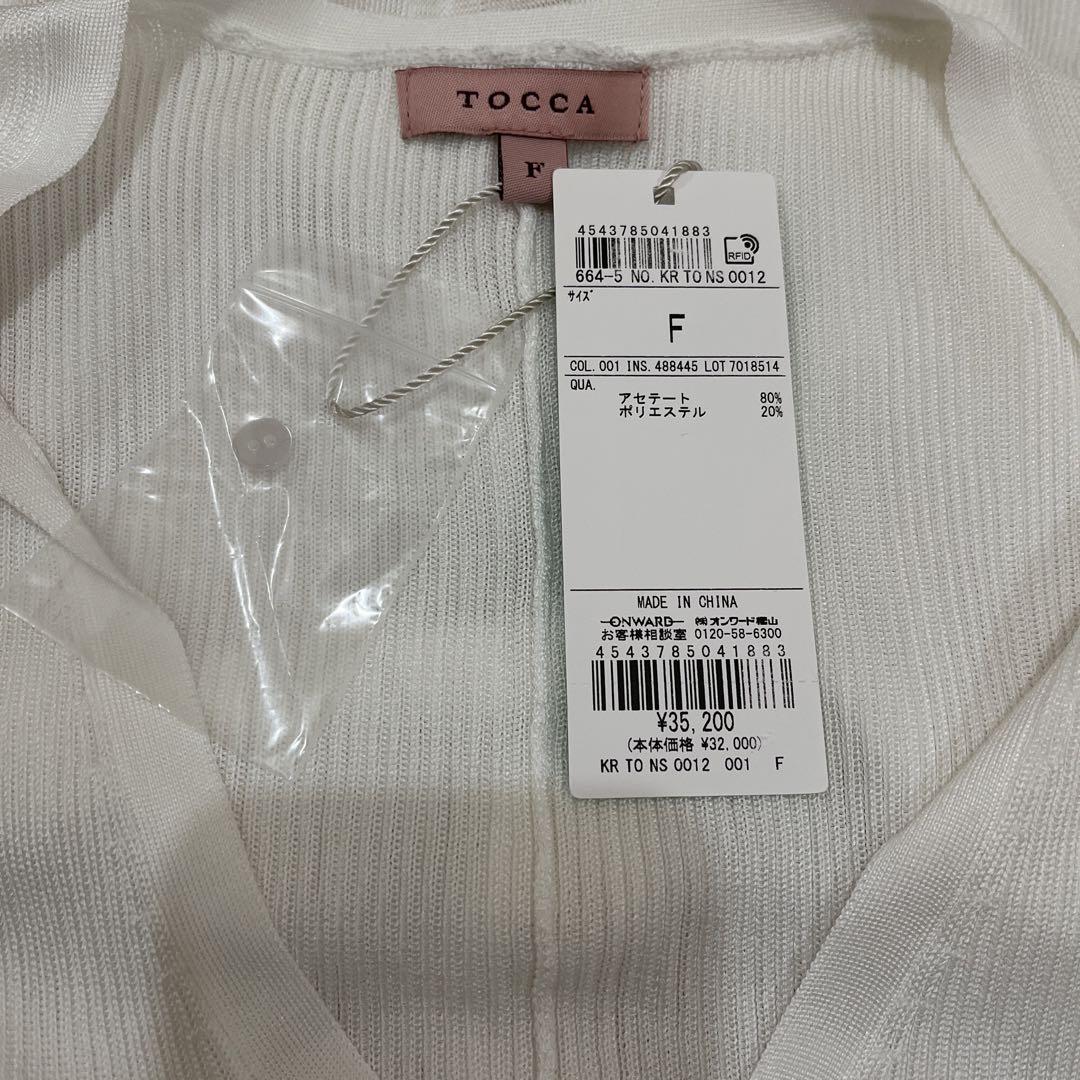 TOCCA
F
4543785041883
RFID
664-5 NO. KR TO NS 0012
サイズ
F
COL. 001 INS. 488445 LOT 7018514
QUA.
アセテート 80%
ポリエステル 20%
MADE IN CHINA
ONWARD ㈱オンワード樫山
お客様相談室 0120-58-6300
4543785041883
¥35,200
(本体価格 ¥32,000)
KR TO NS 0012 001 F